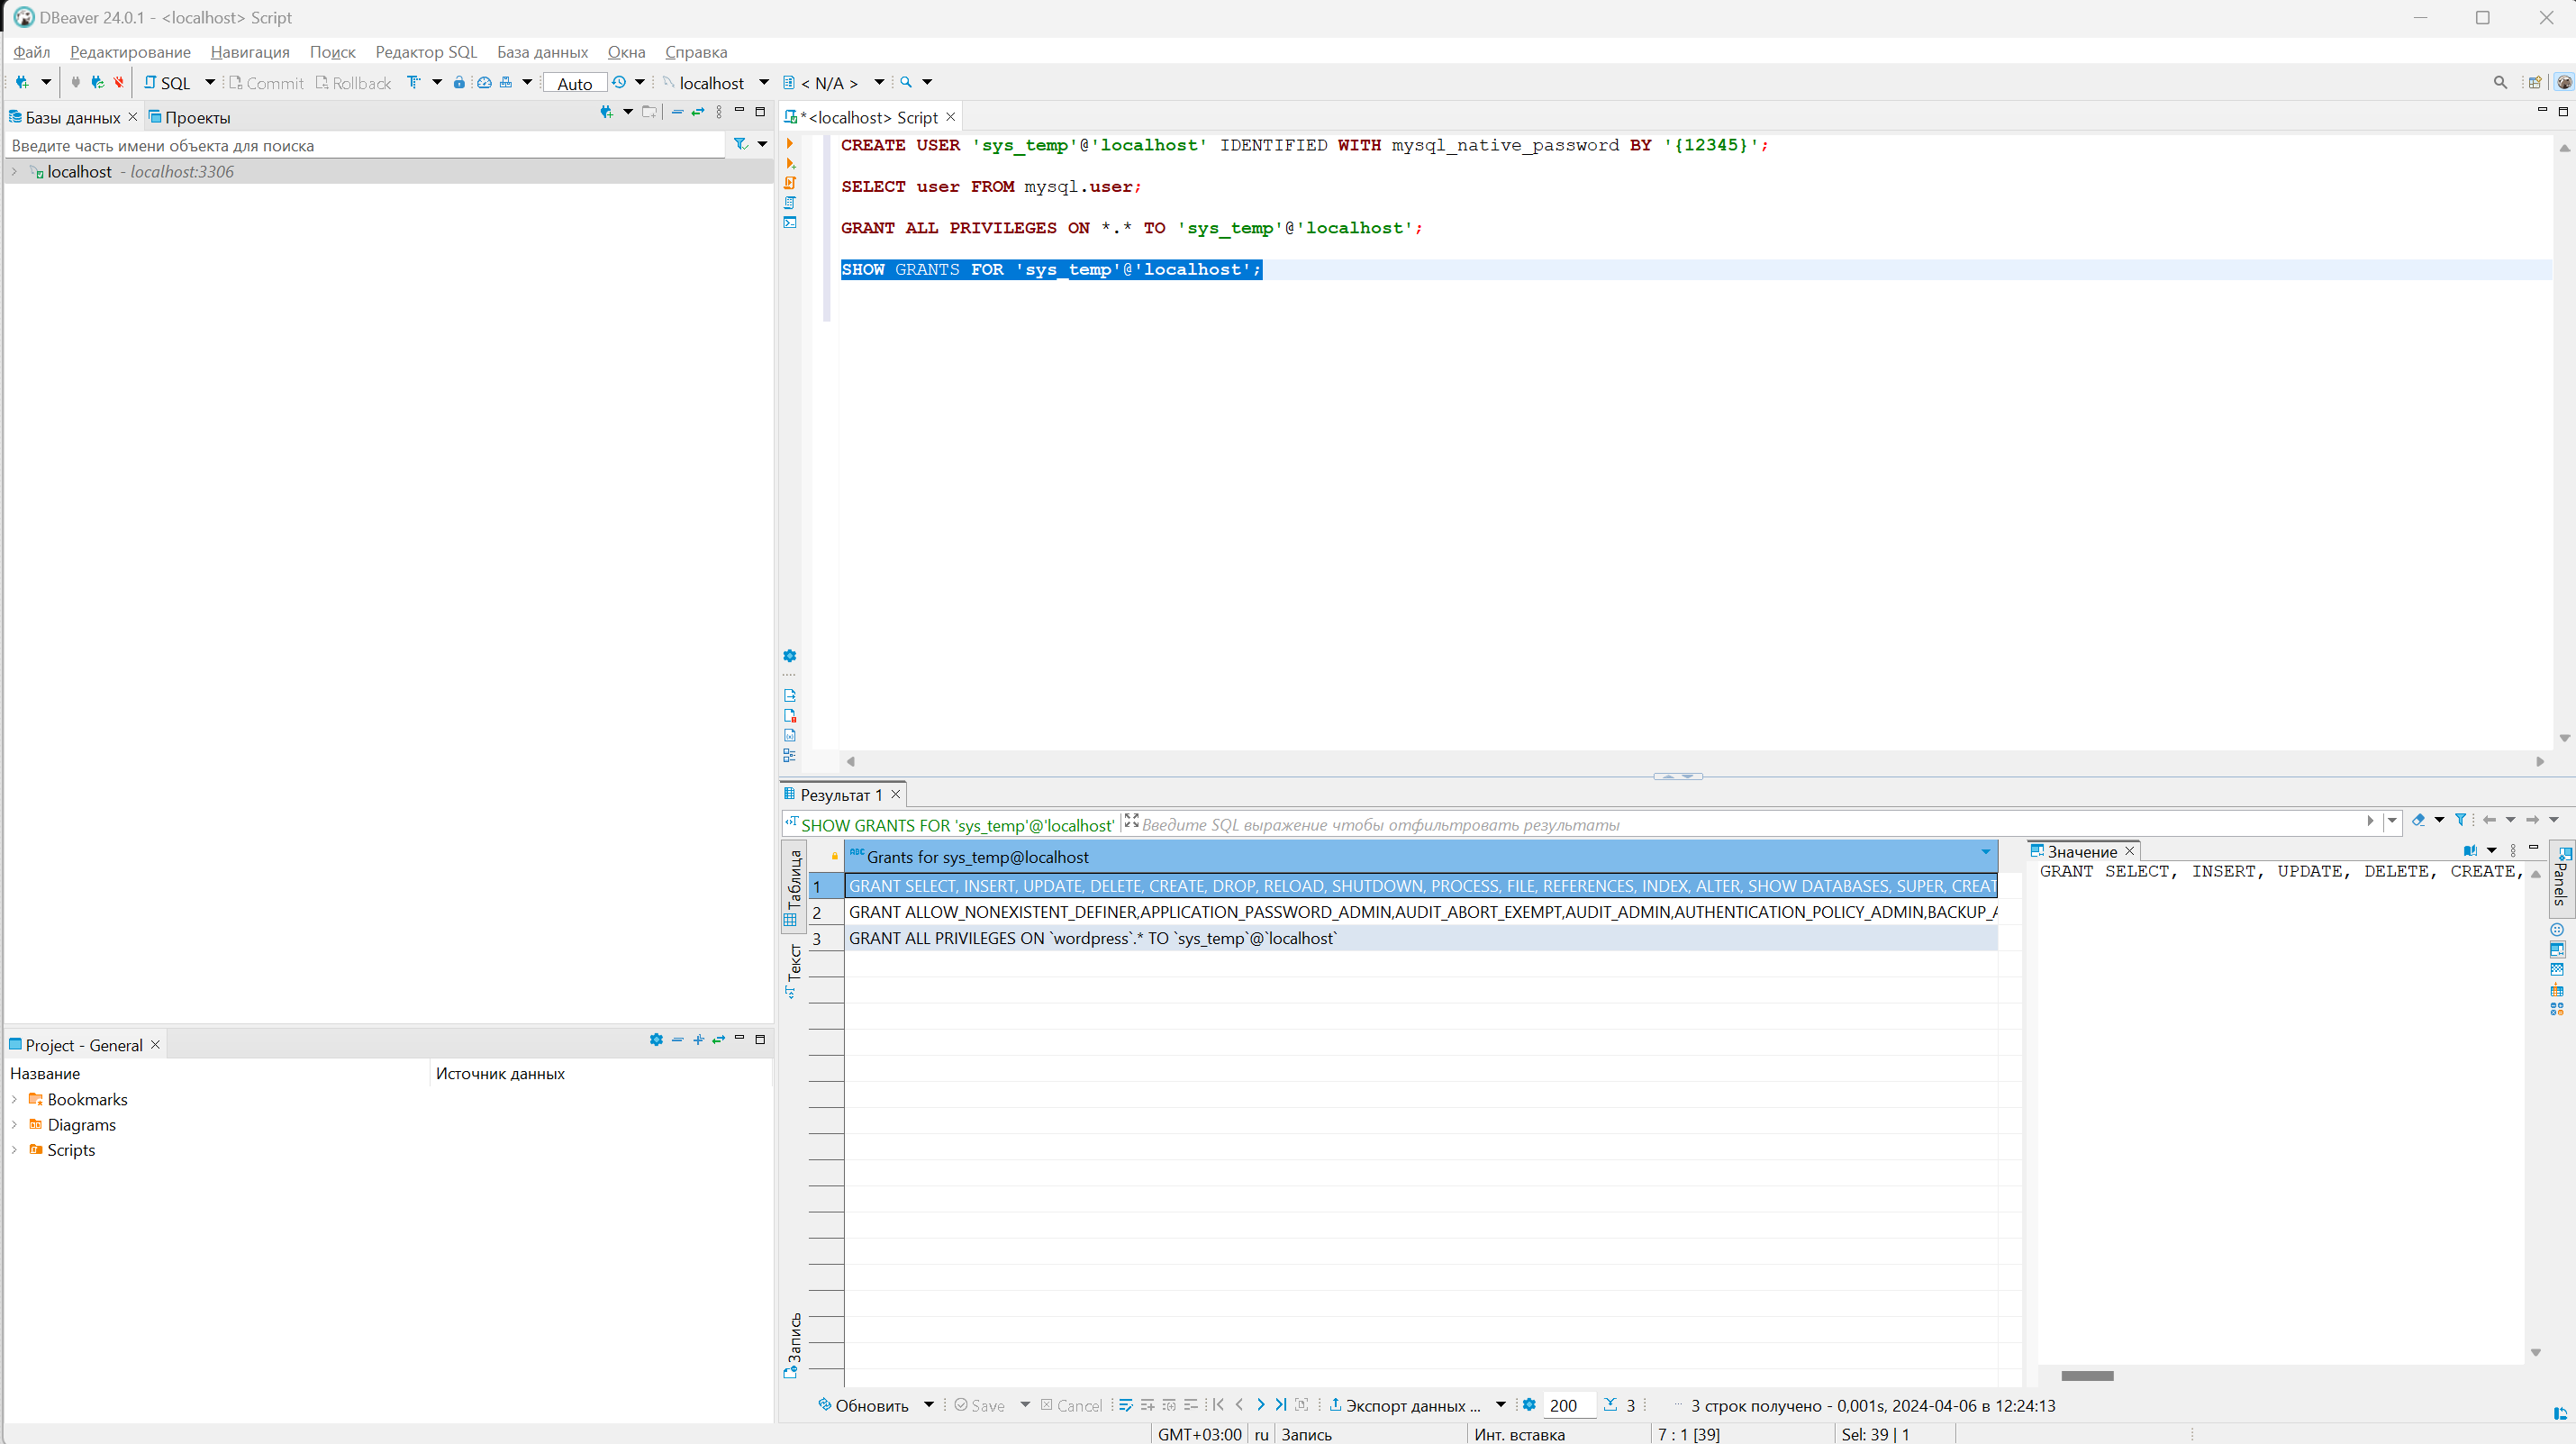 DBeaver 24.0.1 - <localhost> Script
Файл Редактирование Навигация Поиск Редактор SQL База данных Окна Справка
SQL Commit Rollback Auto localhost < N/A >
Базы данных Проекты
Введите часть имени объекта для поиска
localhost - localhost:3306
*<localhost> Script
CREATE USER 'sys_temp'@'localhost' IDENTIFIED WITH mysql_native_password BY '{12345}';
SELECT user FROM mysql.user;
GRANT ALL PRIVILEGES ON *.* TO 'sys_temp'@'localhost';
SHOW GRANTS FOR 'sys_temp'@'localhost';
Результат 1
SHOW GRANTS FOR 'sys_temp'@'localhost' Введите SQL выражение чтобы отфильтровать результаты
Таблица
Текст
Запись
ABC Grants for sys_temp@localhost
1 GRANT SELECT, INSERT, UPDATE, DELETE, CREATE, DROP, RELOAD, SHUTDOWN, PROCESS, FILE, REFERENCES, INDEX, ALTER, SHOW DATABASES, SUPER, CREAT
2 GRANT ALLOW_NONEXISTENT_DEFINER,APPLICATION_PASSWORD_ADMIN,AUDIT_ABORT_EXEMPT,AUDIT_ADMIN,AUTHENTICATION_POLICY_ADMIN,BACKUP_A
3 GRANT ALL PRIVILEGES ON `wordpress`.* TO `sys_temp`@`localhost`
Значение
GRANT SELECT, INSERT, UPDATE, DELETE, CREATE,
Panels
Project - General
Название Источник данных
Bookmarks
Diagrams
Scripts
Обновить Save Cancel Экспорт данных ... 200 3 3 строк получено - 0,001s, 2024-04-06 в 12:24:13
GMT+03:00 ru Запись Инт. вставка 7 : 1 [39] Sel: 39 | 1